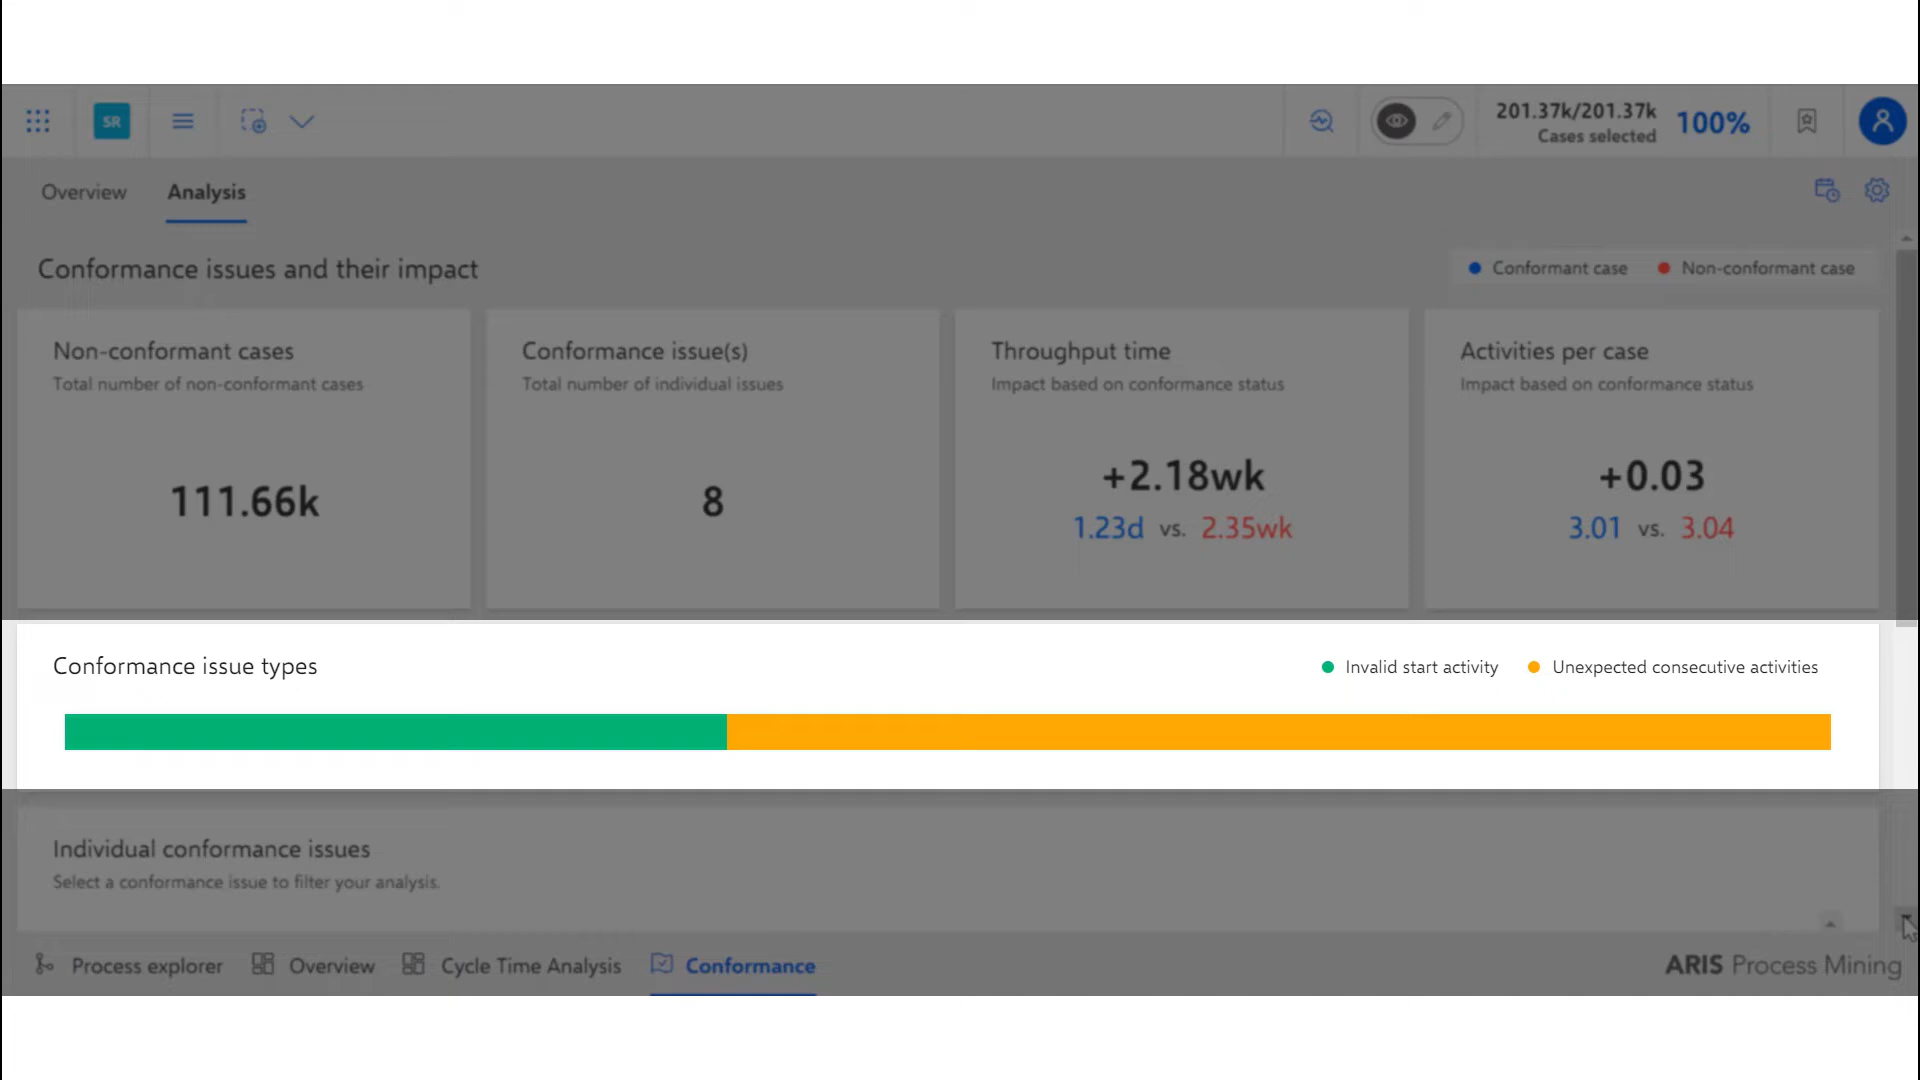 SR
201.37k/201.37k
Cases selected
100%
Overview Analysis
Conformance issues and their impact
Conformant case Non-conformant case
Non-conformant cases
Total number of non-conformant cases
111.66k
Conformance issue(s)
Total number of individual issues
8
Throughput time
Impact based on conformance status
+2.18wk
1.23d vs. 2.35wk
Activities per case
Impact based on conformance status
+0.03
3.01 vs. 3.04
Conformance issue types
Invalid start activity Unexpected consecutive activities
Individual conformance issues
Select a conformance issue to filter your analysis.
Process explorer Overview Cycle Time Analysis Conformance
ARIS Process Mining